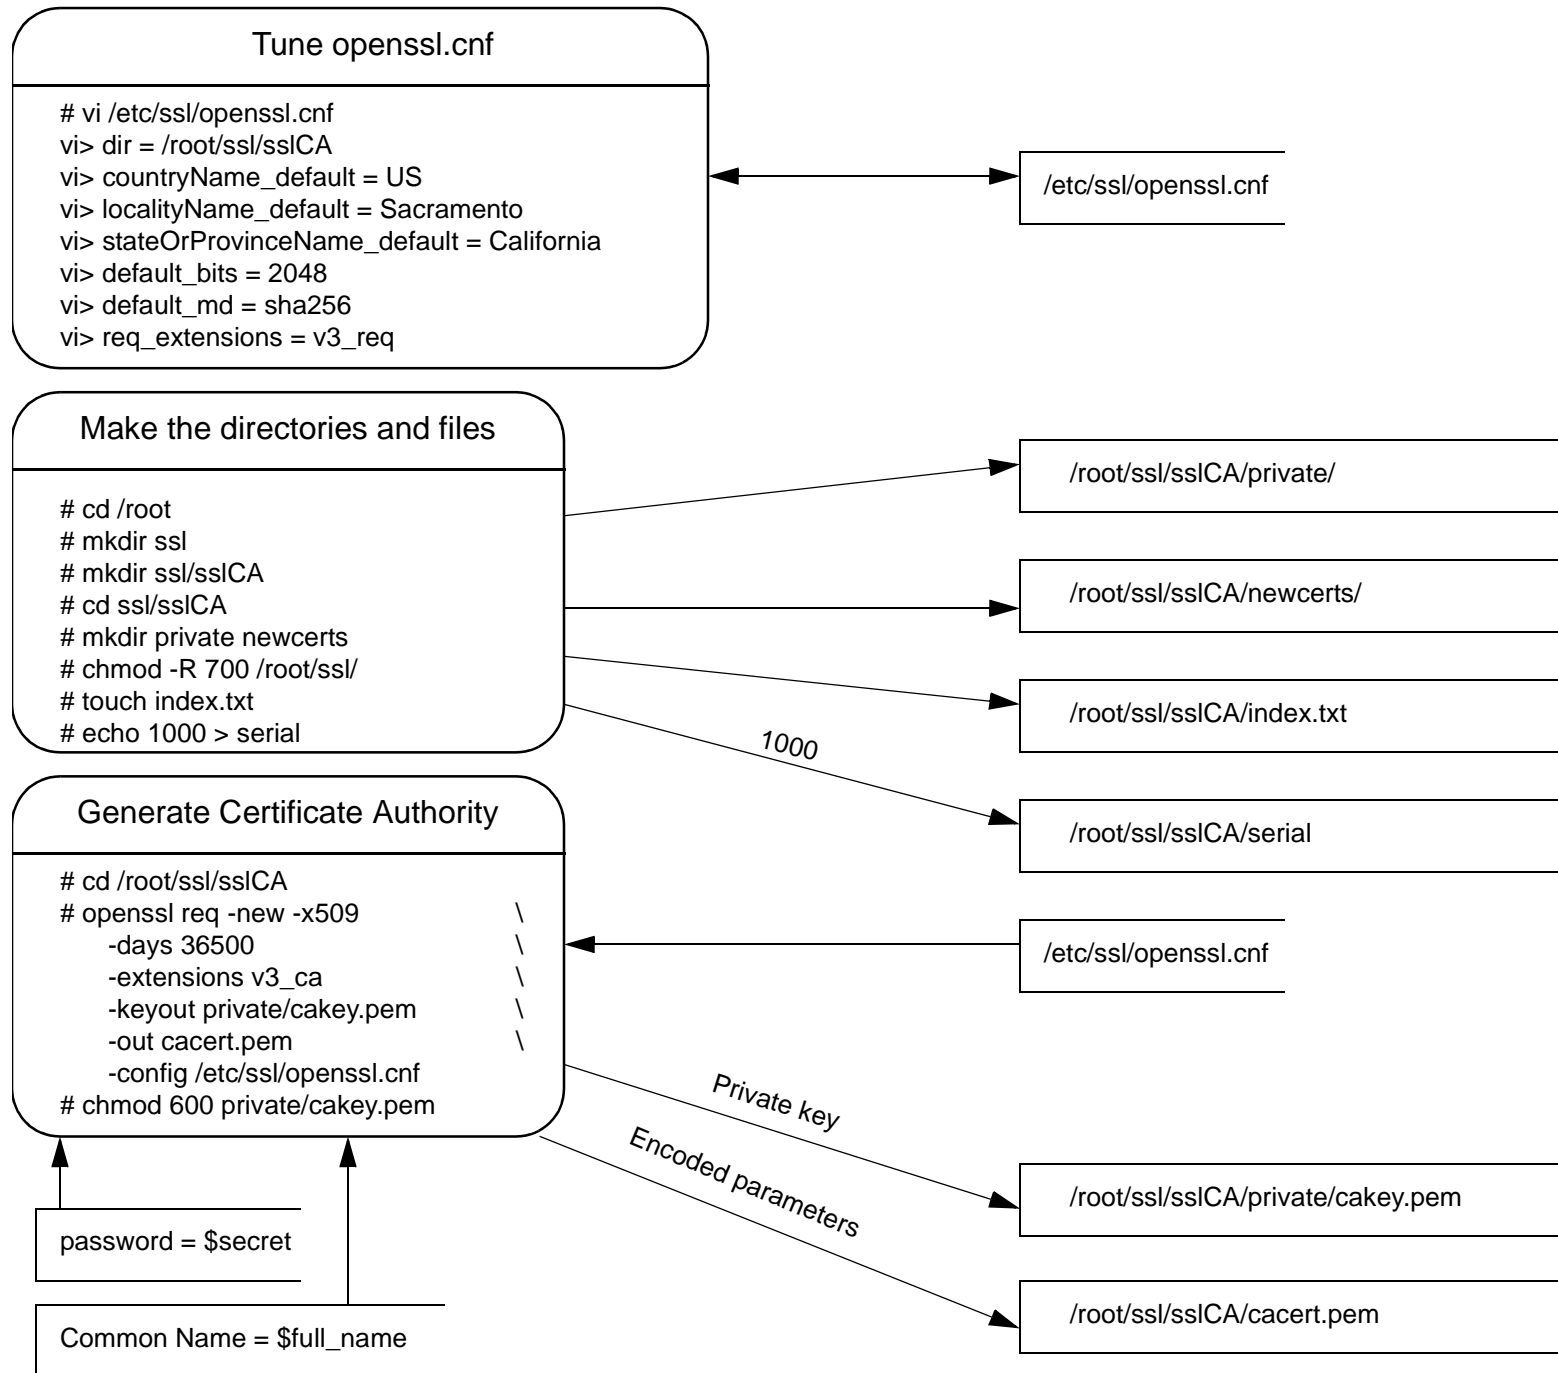 Tune openssl.cnf
# vi /etc/ssl/openssl.cnf
vi> dir = /root/ssl/sslCA
vi> countryName_default = US
vi> localityName_default = Sacramento
vi> stateOrProvinceName_default = California
vi> default_bits = 2048
vi> default_md = sha256
vi> req_extensions = v3_req
/etc/ssl/openssl.cnf
Make the directories and files
# cd /root
# mkdir ssl
# mkdir ssl/sslCA
# cd ssl/sslCA
# mkdir private newcerts
# chmod -R 700 /root/ssl/
# touch index.txt
# echo 1000 > serial
/root/ssl/sslCA/private/
/root/ssl/sslCA/newcerts/
/root/ssl/sslCA/index.txt
1000
/root/ssl/sslCA/serial
Generate Certificate Authority
# cd /root/ssl/sslCA
# openssl req -new -x509 \
-days 36500 \
-extensions v3_ca \
-keyout private/cakey.pem \
-out cacert.pem \
-config /etc/ssl/openssl.cnf
# chmod 600 private/cakey.pem
/etc/ssl/openssl.cnf
Private key
Encoded parameters
/root/ssl/sslCA/private/cakey.pem
/root/ssl/sslCA/cacert.pem
password = $secret
Common Name = $full_name